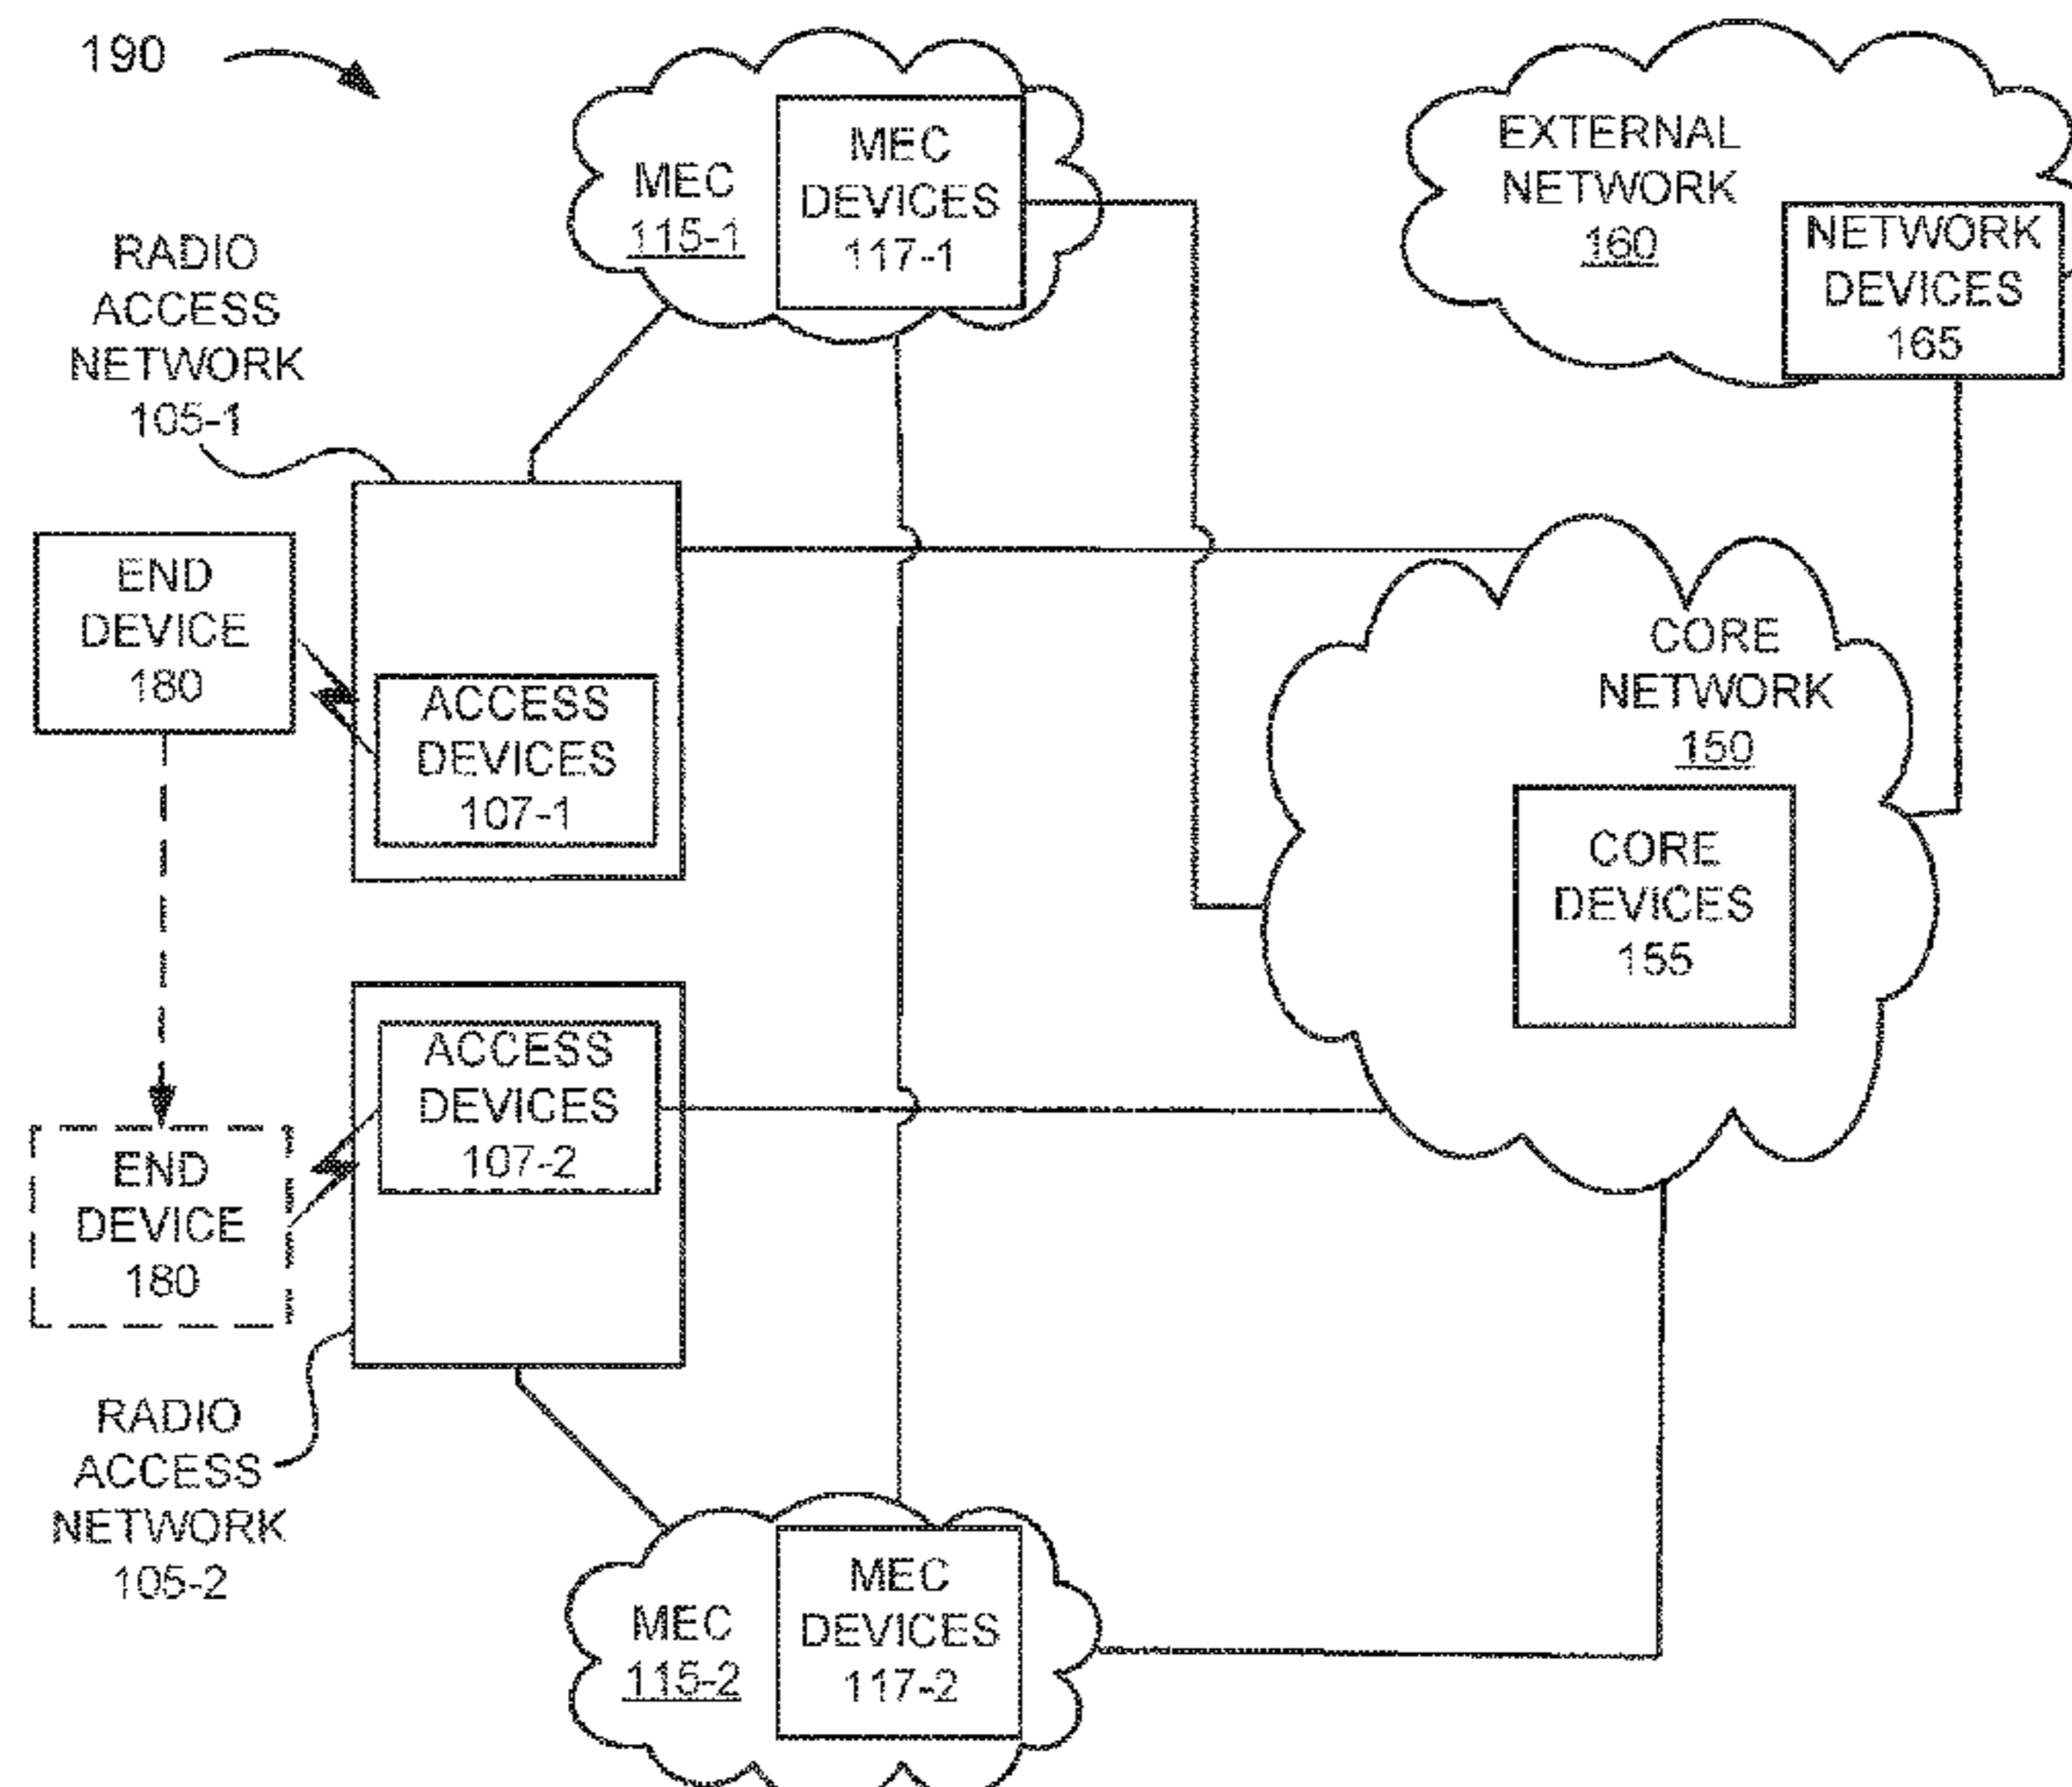 190
MEC
115-1
MEC
DEVICES
117-1
EXTERNAL
NETWORK
160
NETWORK
DEVICES
165
RADIO
ACCESS
NETWORK
105-1
END
DEVICE
180
ACCESS
DEVICES
107-1
CORE
NETWORK
150
CORE
DEVICES
155
ACCESS
DEVICES
107-2
END
DEVICE
180
RADIO
ACCESS
NETWORK
105-2
MEC
115-2
MEC
DEVICES
117-2